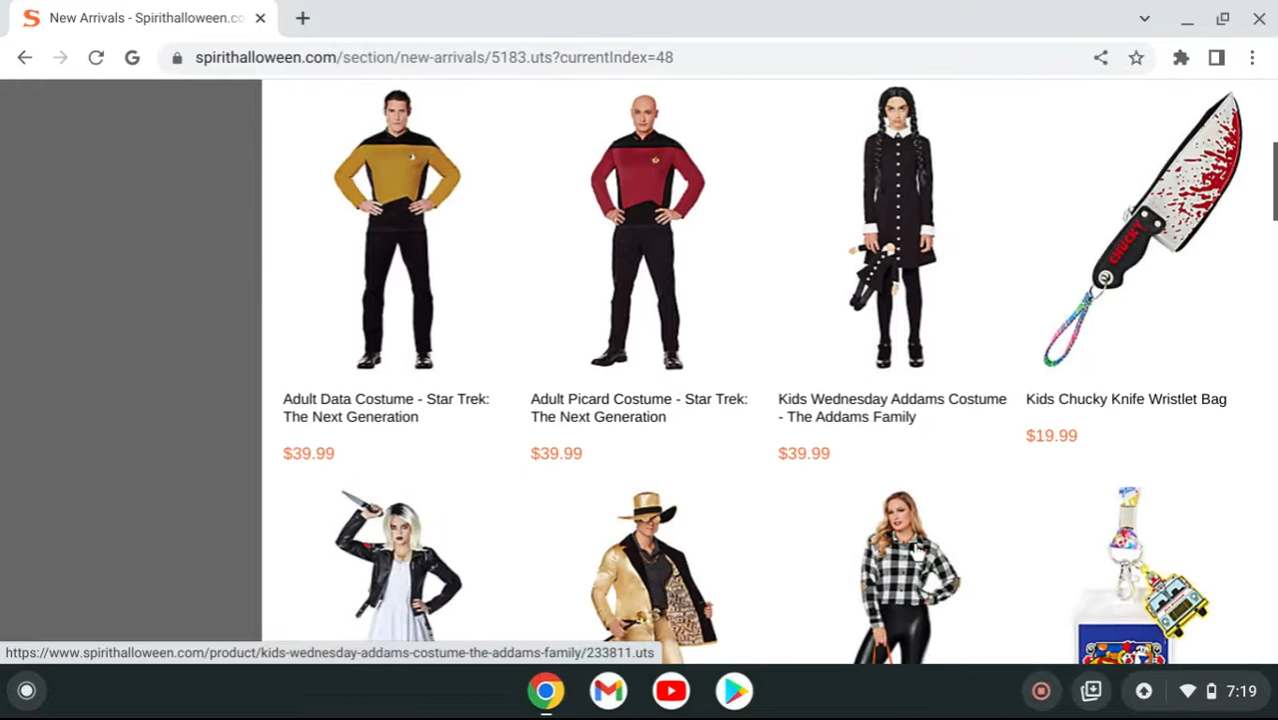 New Arrivals - Spirithalloween.co
spirithalloween.com/section/new-arrivals/5183.uts?currentIndex=48
CHUCKY
Adult Data Costume - Star Trek:
The Next Generation
$39.99
Adult Picard Costume - Star Trek:
The Next Generation
$39.99
Kids Wednesday Addams Costume
- The Addams Family
$39.99
Kids Chucky Knife Wristlet Bag
$19.99
https://www.spirithalloween.com/product/kids-wednesday-addams-costume-the-addams-family/233811.uts
7:19